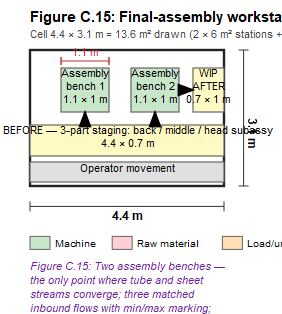 Figure C.15: Final-assembly worksta
Cell 4.4 × 3.1 m = 13.6 m² drawn (2 × 6 m² stations +
1.1 m
Assembly
bench 1
1.1 × 1 m
Assembly
bench 2
1.1 × 1 m
WIP
AFTER
0.7 × 1 m
BEFORE — 3-part staging: back / middle / head subassy
4.4 × 0.7 m
Operator movement
4.4 m
Machine
Raw material
Load/un
Figure C.15: Two assembly benches —
the only point where tube and sheet
streams converge; three matched
inbound flows with min/max marking;